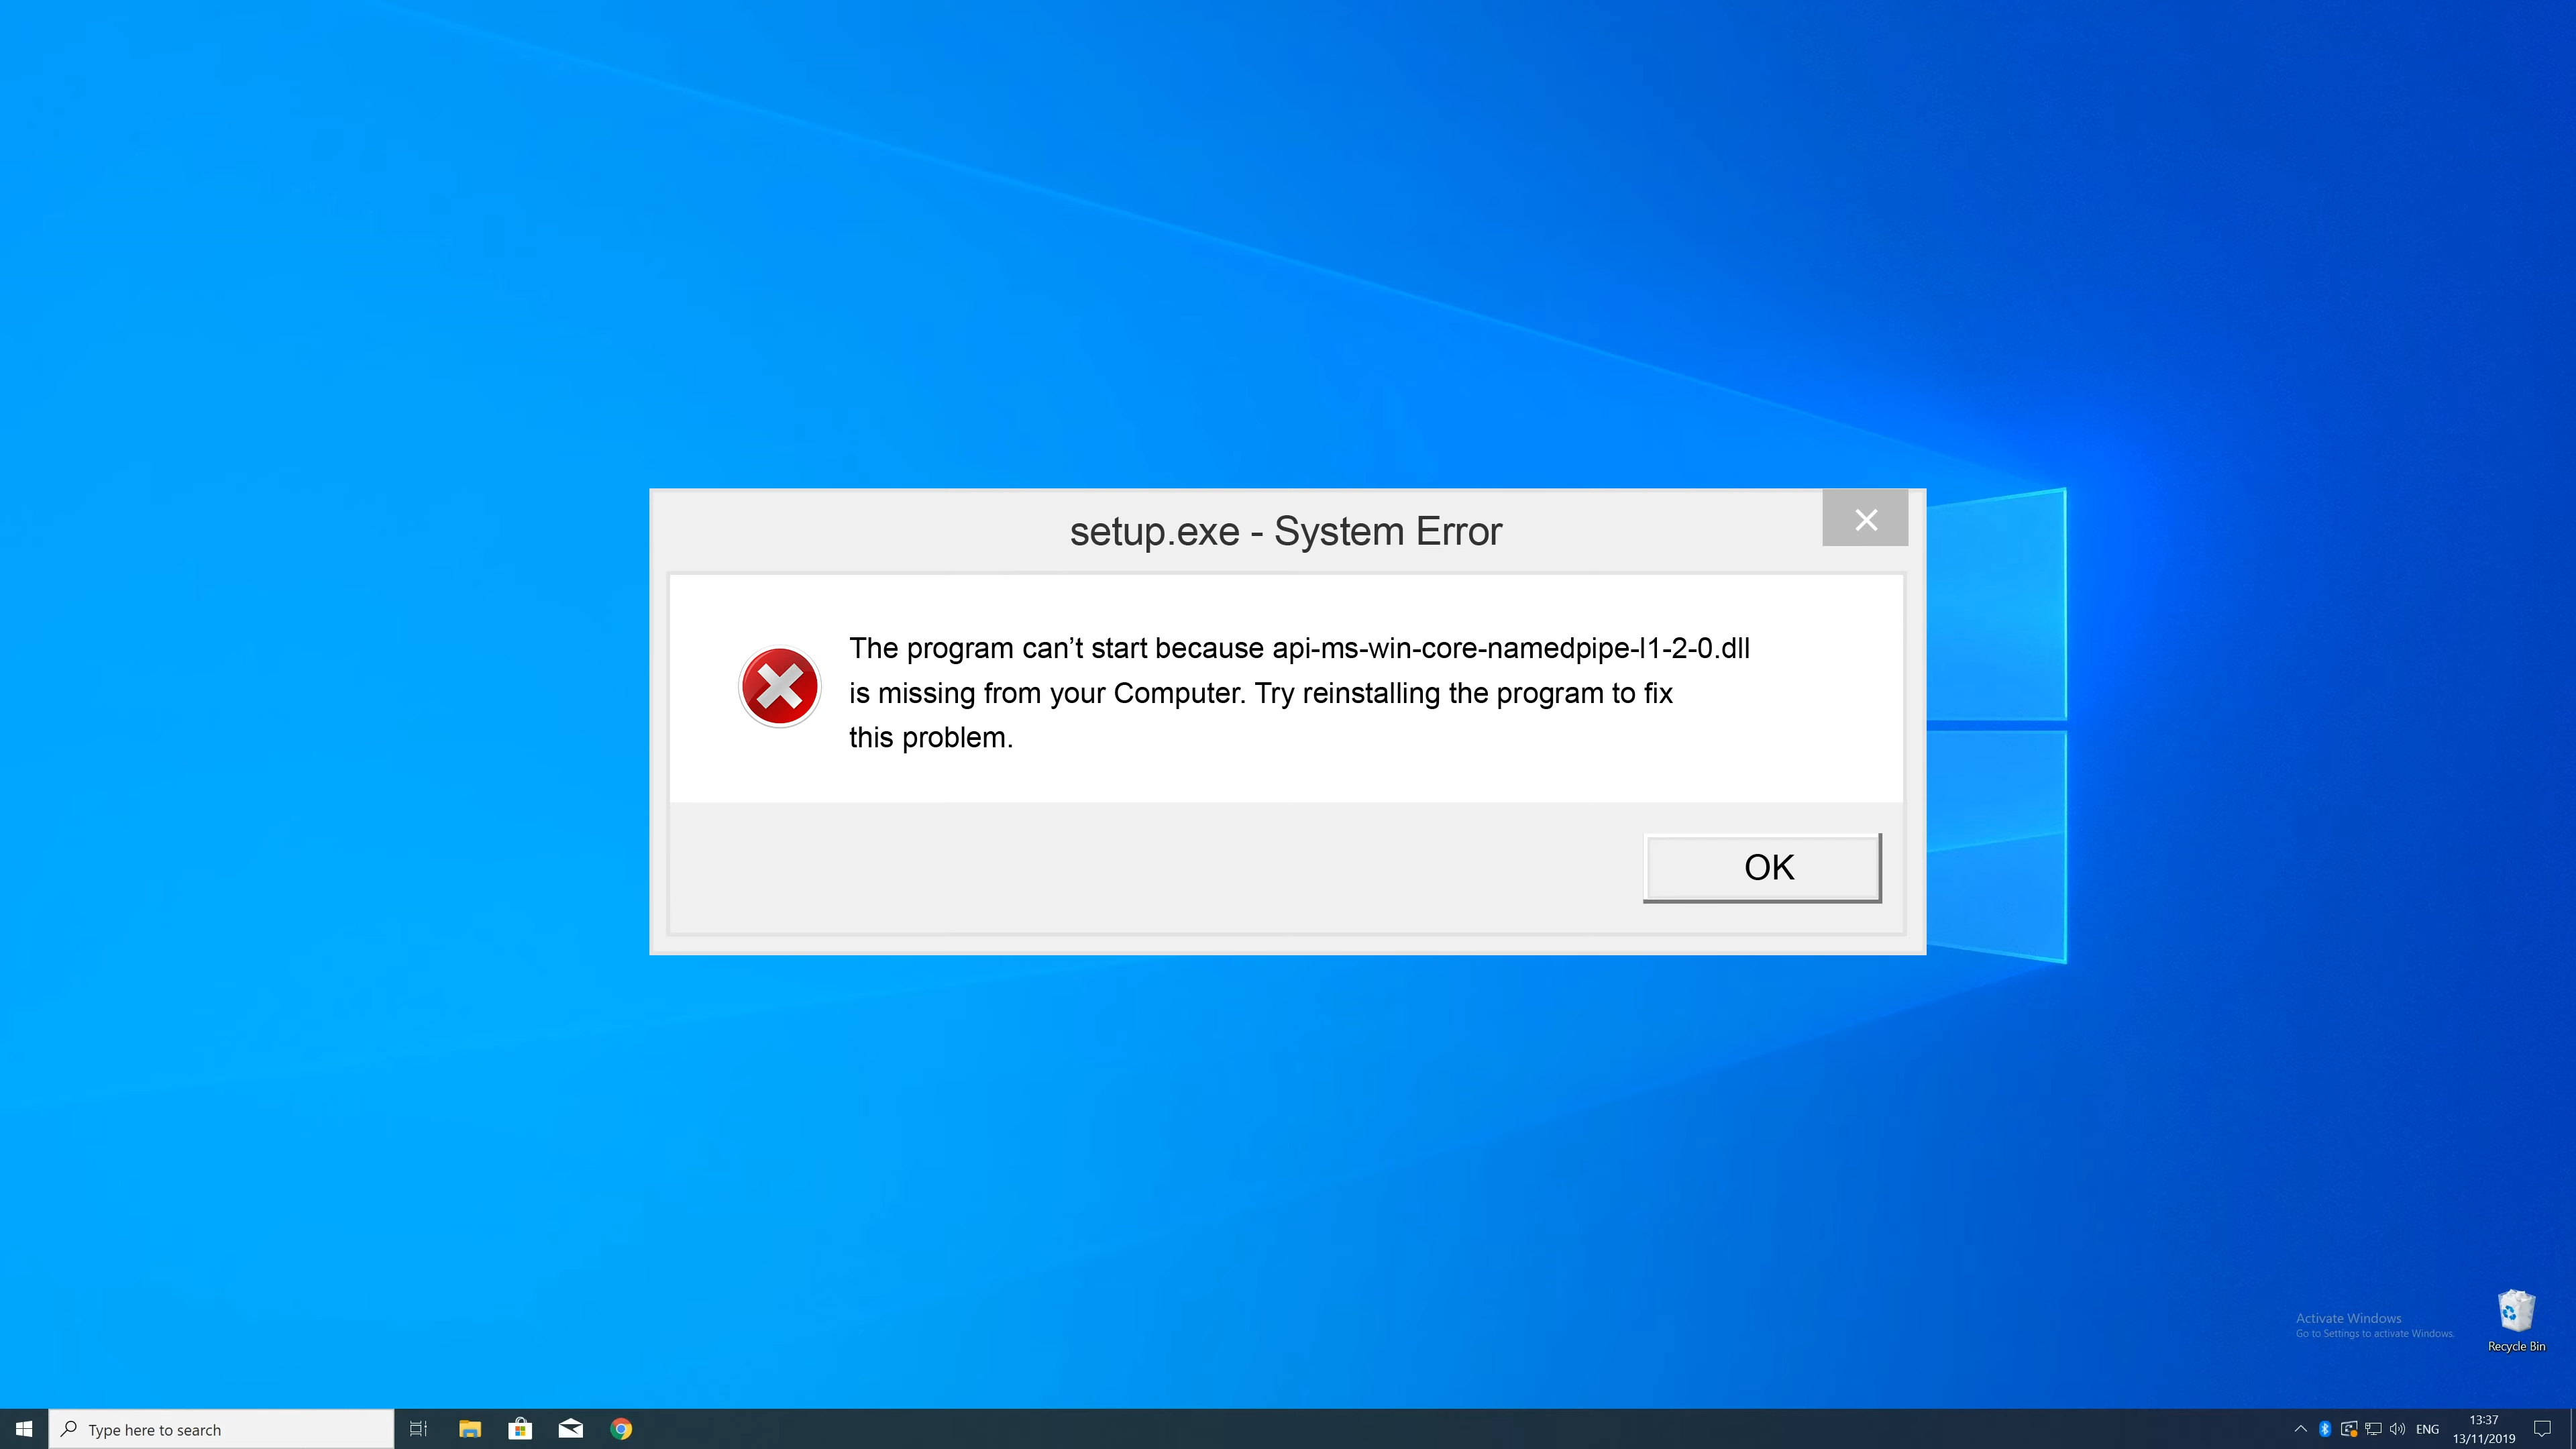 setup.exe - System Error
The program can’t start because api-ms-win-core-namedpipe-l1-2-0.dll
is missing from your Computer. Try reinstalling the program to fix
this problem.
OK
Activate Windows
Go to Settings to activate Windows.
Recycle Bin
Type here to search
ENG
13:37
13/11/2019